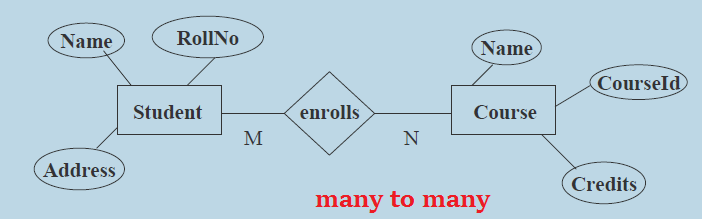 Name
RollNo
Name
CourseId
Student
enrolls
Course
M
N
Address
Credits
many to many